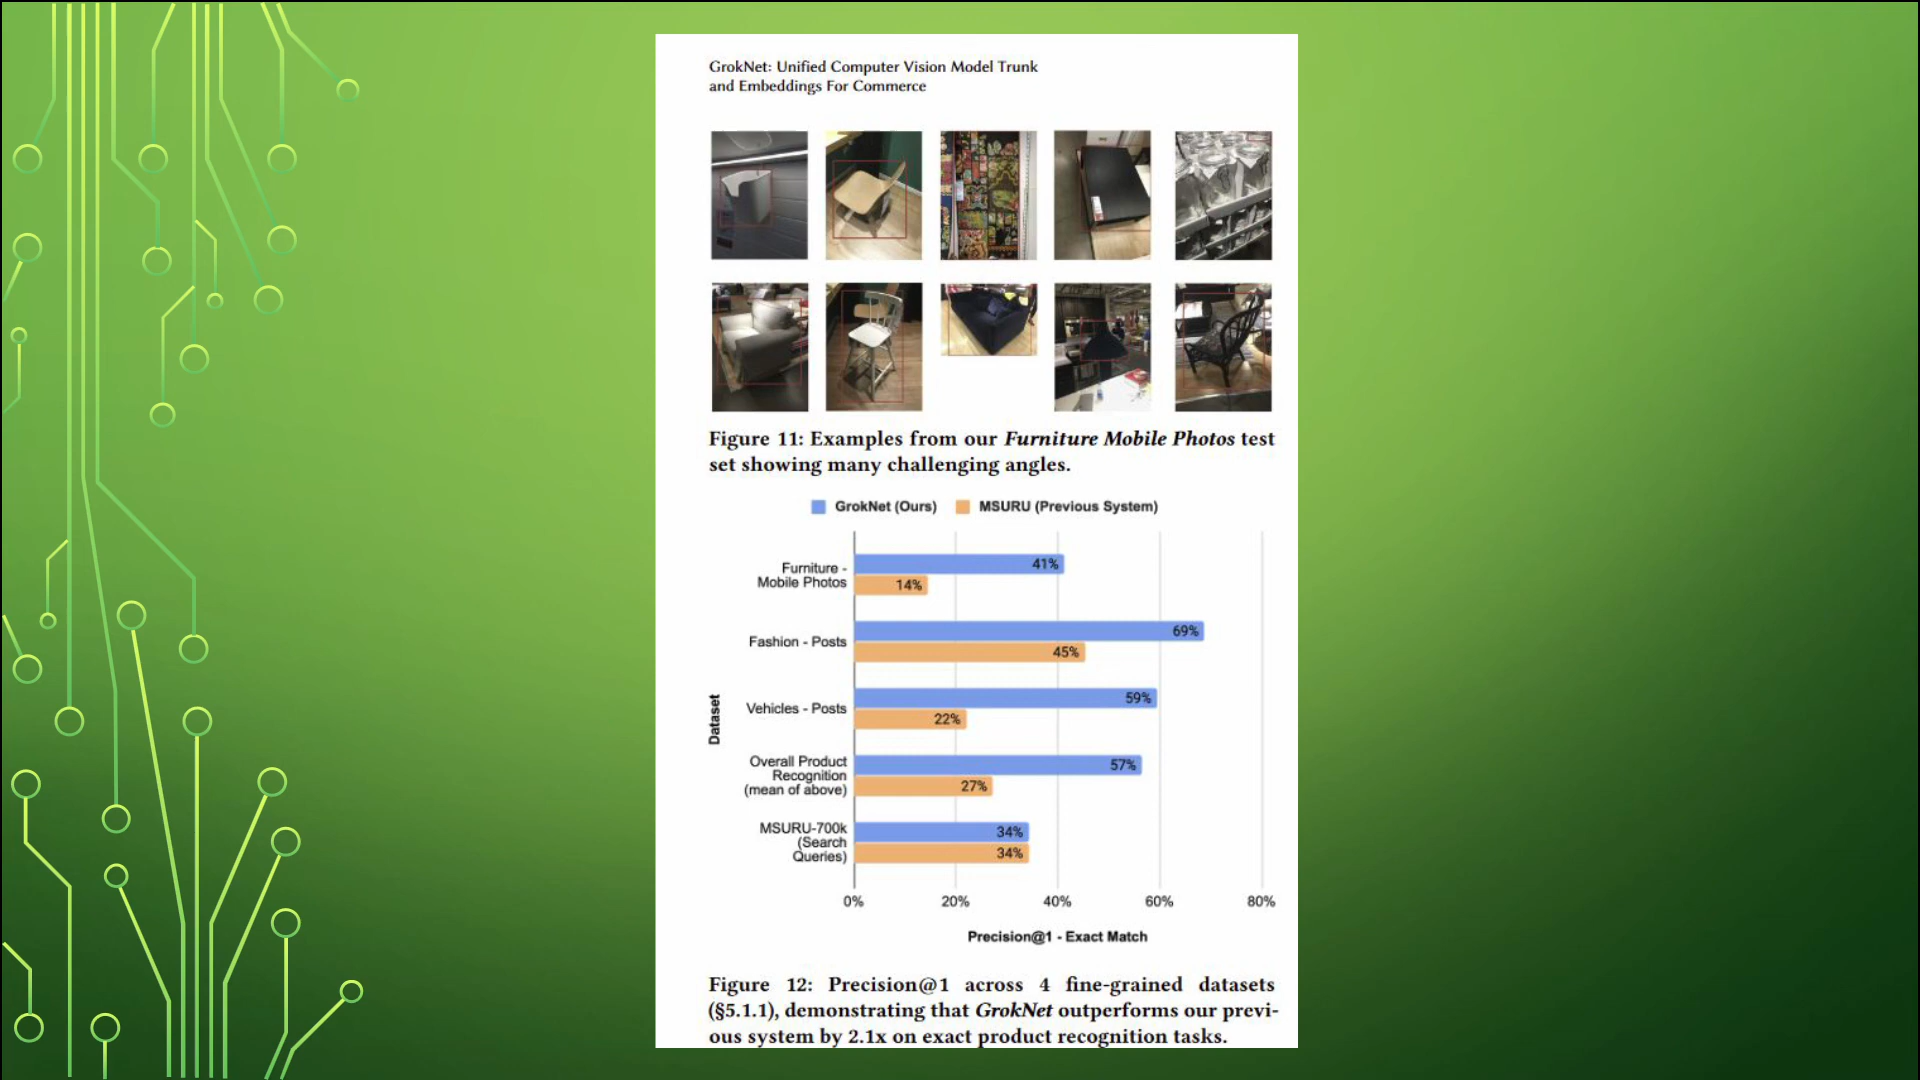 GrokNet: Unified Computer Vision Model Trunk
and Embeddings For Commerce
Figure 11: Examples from our Furniture Mobile Photos test
set showing many challenging angles.
GrokNet (Ours)
MSURU (Previous System)
Dataset
Furniture -
Mobile Photos
41%
14%
Fashion - Posts
69%
45%
Vehicles - Posts
59%
22%
Overall Product
Recognition
(mean of above)
57%
27%
MSURU-700k
(Search
Queries)
34%
34%
0%
20%
40%
60%
80%
Precision@1 - Exact Match
Figure 12: Precision@1 across 4 fine-grained datasets
(§5.1.1), demonstrating that GrokNet outperforms our previ-
ous system by 2.1x on exact product recognition tasks.